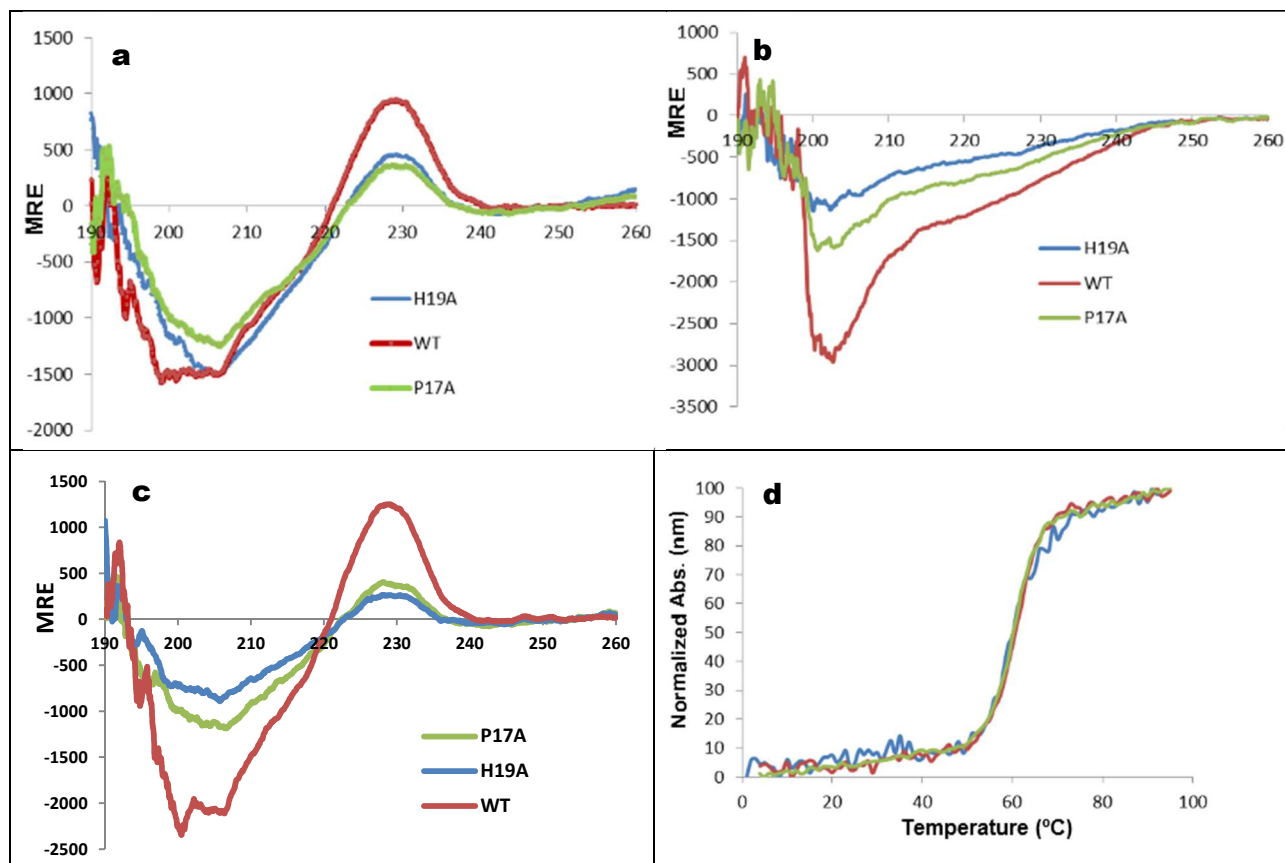 a
1500
1000
500
0
-500
-1000
-1500
-2000
MRE
190 200 210 220 230 240 250 260
H19A
WT
P17A
b
1000
500
0
-500
-1000
-1500
-2000
-2500
-3000
-3500
MRE
190 200 210 220 230 240 250 260
H19A
WT
P17A
c
1500
1000
500
0
-500
-1000
-1500
-2000
-2500
MRE
190 200 210 220 230 240 250 260
P17A
H19A
WT
d
100
90
80
70
60
50
40
30
20
10
0
Normalized Abs. (nm)
0 20 40 60 80 100
Temperature (ºC)